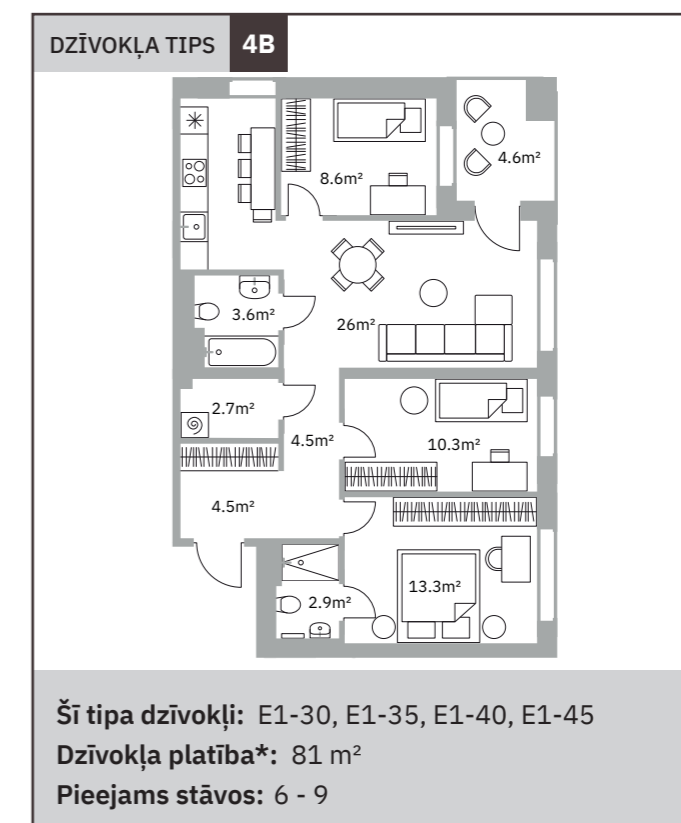 DZĪVOKĻA TIPS 4B
8.6m²
4.6m²
3.6m²
26m²
2.7m²
4.5m²
10.3m²
4.5m²
13.3m²
2.9m²
Šī tipa dzīvokļi: E1-30, E1-35, E1-40, E1-45
Dzīvokļa platība*: 81 m²
Pieejams stāvos: 6 - 9